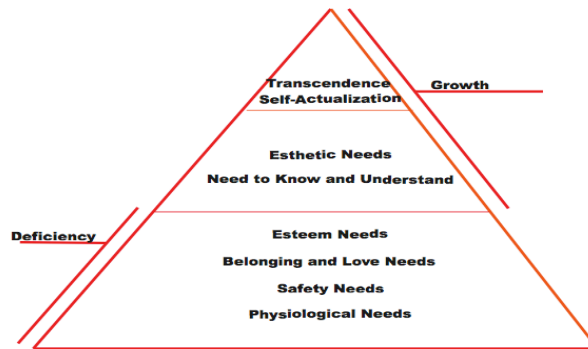 Transcendence
Self-Actualization
Growth
Esthetic Needs
Need to Know and Understand
Deficiency
Esteem Needs
Belonging and Love Needs
Safety Needs
Physiological Needs